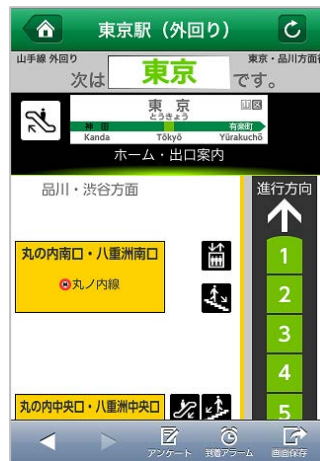 東京駅（外回り）
山手線 外回り
東京・品川方面行
次は 東京 です。
東 京
山区
とうきょう
神 田
有楽町
Kanda Tōkyō Yūrakuchō
ホーム・出口案内
品川・渋谷方面
進行方向
丸の内南口・八重洲南口
丸ノ内線
1
2
3
4
丸の内中央口・八重洲中央口
5
アンケート 到着アラーム 画面保存